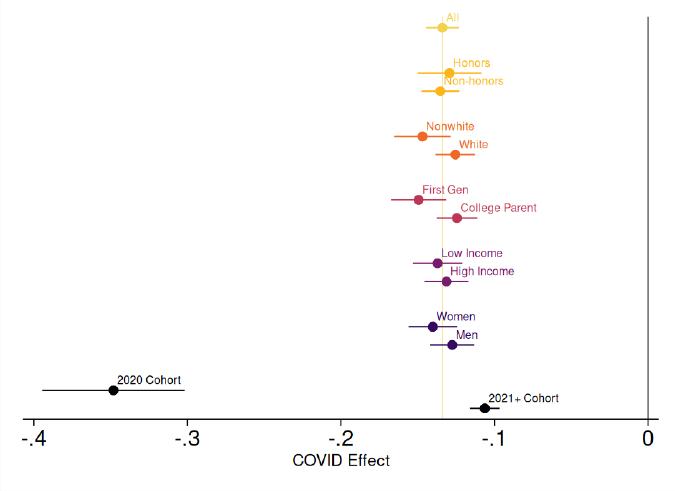 All
Honors
Non-honors
Nonwhite
White
First Gen
College Parent
Low Income
High Income
Women
Men
2020 Cohort
2021+ Cohort
-.4 -.3 -.2 -.1 0
COVID Effect